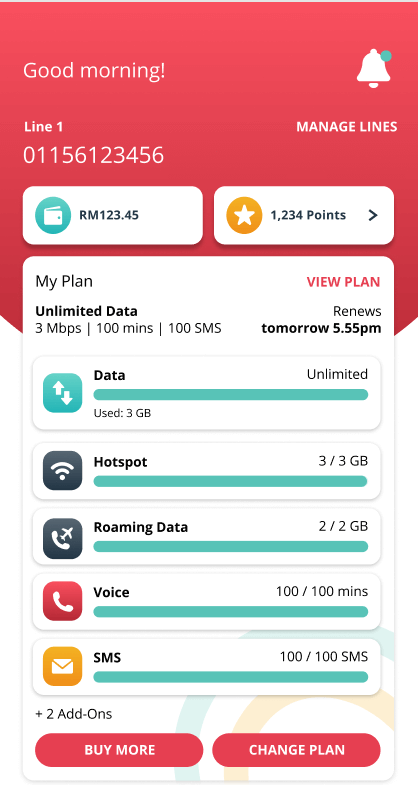 Good morning!
Line 1
MANAGE LINES
01156123456
RM123.45
1,234 Points
My Plan
VIEW PLAN
Unlimited Data
Renews
3 Mbps | 100 mins | 100 SMS
tomorrow 5.55pm
Data
Unlimited
Used: 3 GB
Hotspot
3 / 3 GB
Roaming Data
2 / 2 GB
Voice
100 / 100 mins
SMS
100 / 100 SMS
+ 2 Add-Ons
BUY MORE
CHANGE PLAN